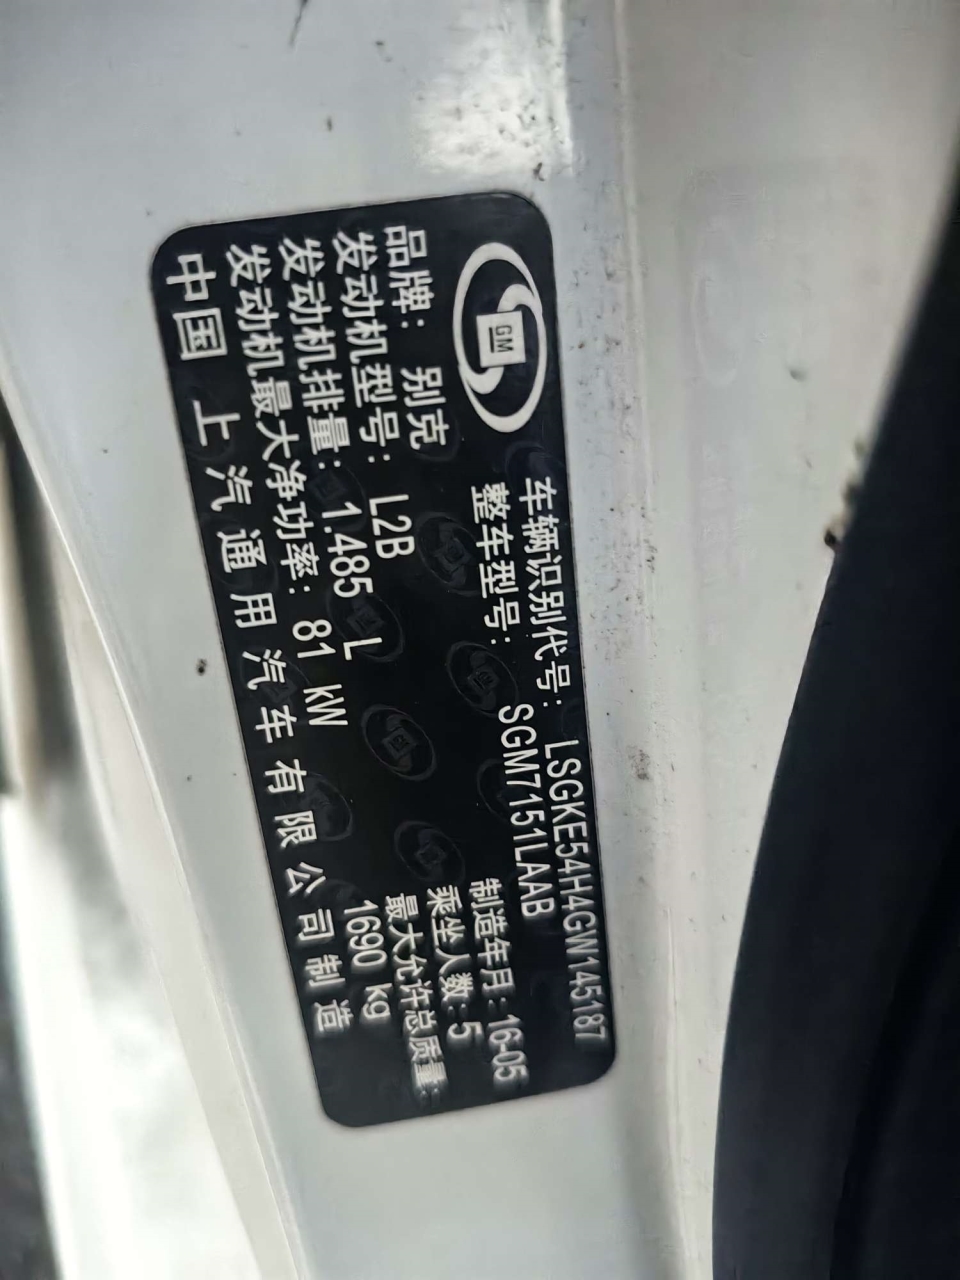 GM
车辆识别代号: LSGKE54H4GW145187
整车型号: SGM7151LAAB
品牌: 别克
制造年月: 16-05
发动机型号: L2B
乘坐人数: 5
发动机排量: 1.485 L
最大允许总质量:
发动机最大净功率: 81 kW
1690 kg
中国 上汽通用汽车有限公司制造